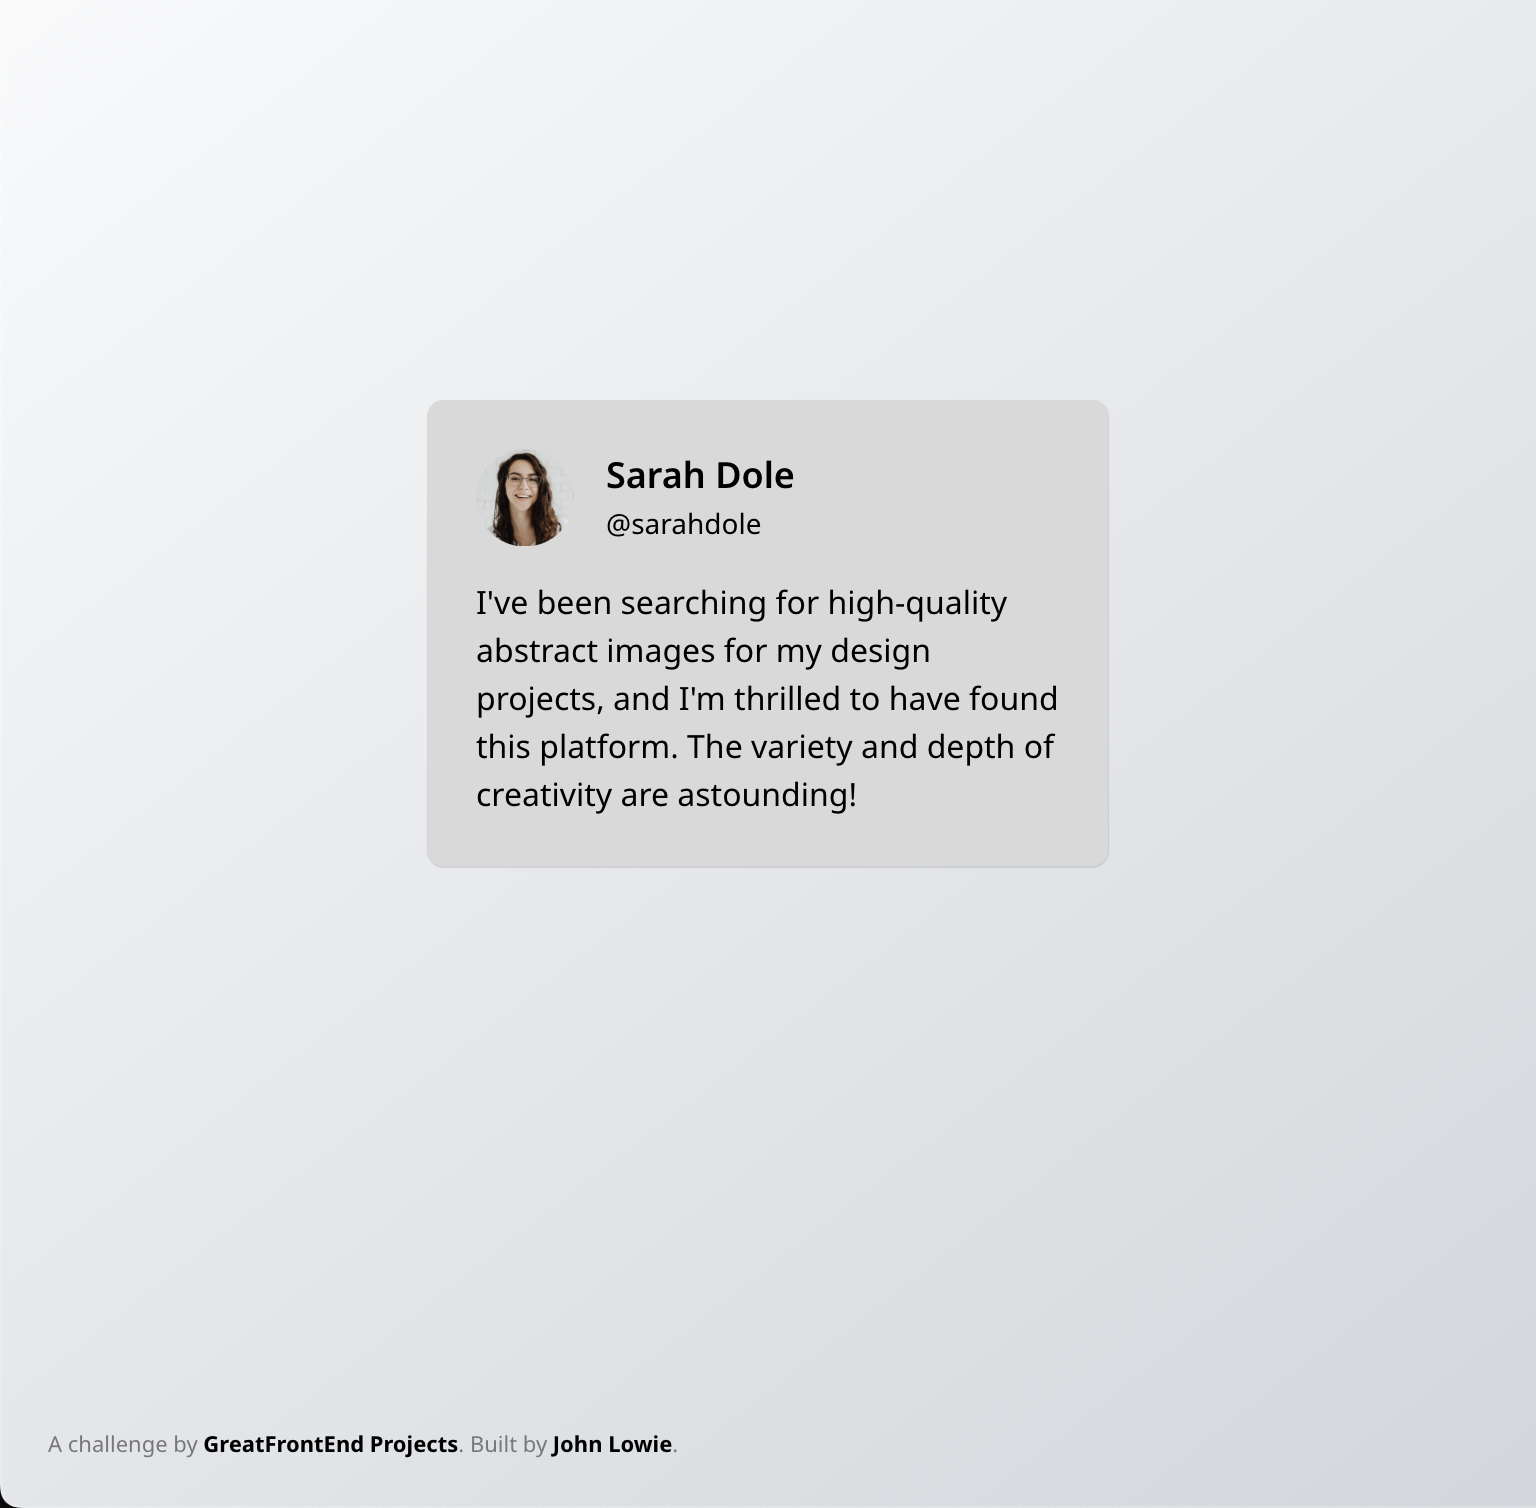 Sarah Dole
@sarahdole
I've been searching for high-quality
abstract images for my design
projects, and I'm thrilled to have found
this platform. The variety and depth of
creativity are astounding!
A challenge by GreatFrontEnd Projects. Built by John Lowie.